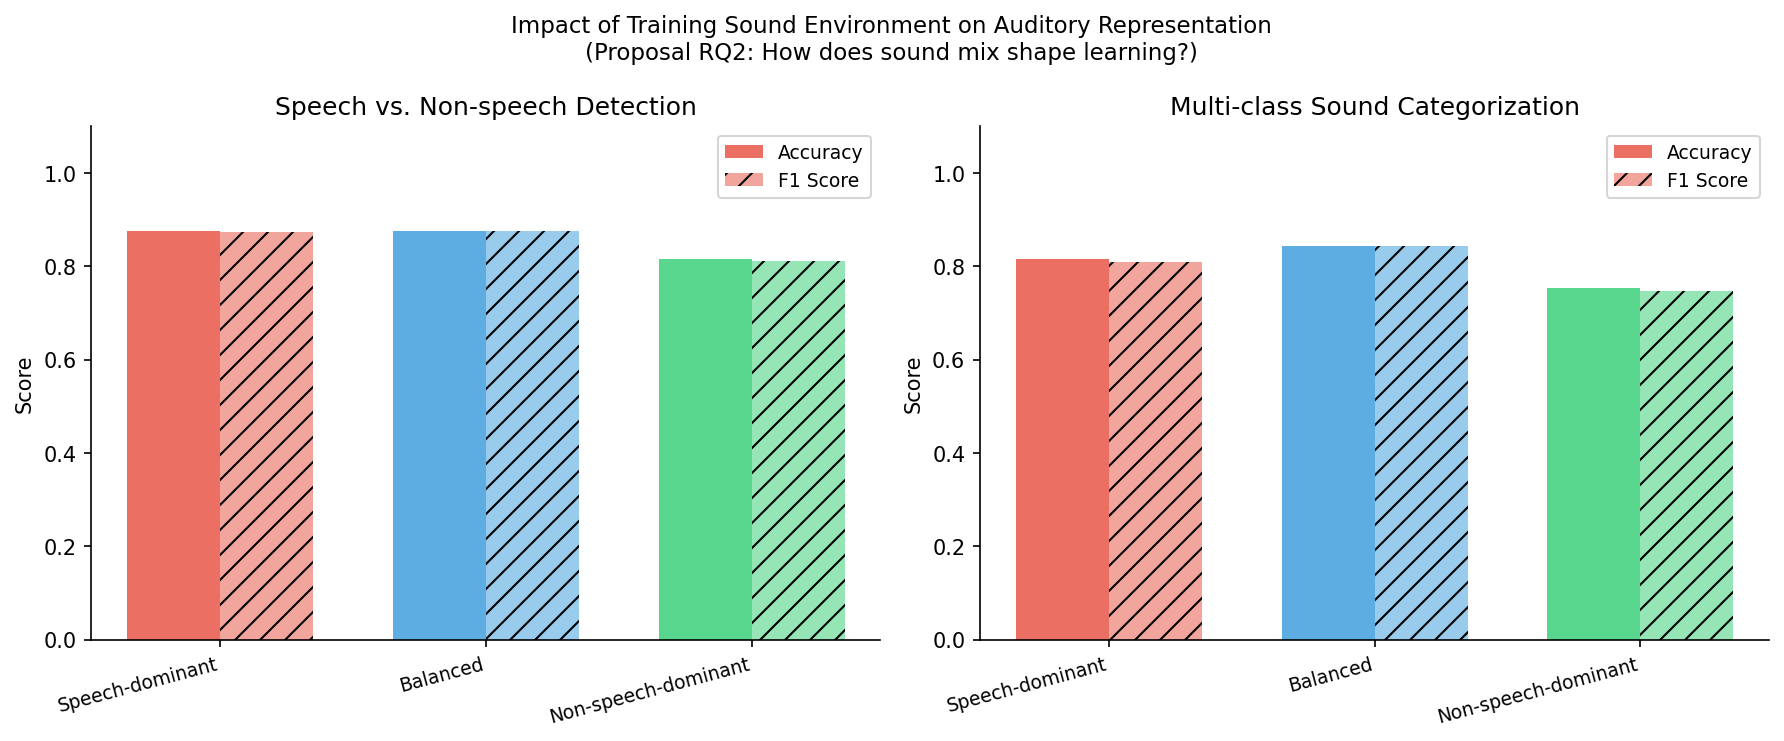 Impact of Training Sound Environment on Auditory Representation
(Proposal RQ2: How does sound mix shape learning?)
Speech vs. Non-speech Detection
Accuracy
F1 Score
Score
1.0
0.8
0.6
0.4
0.2
0.0
Speech-dominant
Balanced
Non-speech-dominant
Multi-class Sound Categorization
Accuracy
F1 Score
Score
1.0
0.8
0.6
0.4
0.2
0.0
Speech-dominant
Balanced
Non-speech-dominant